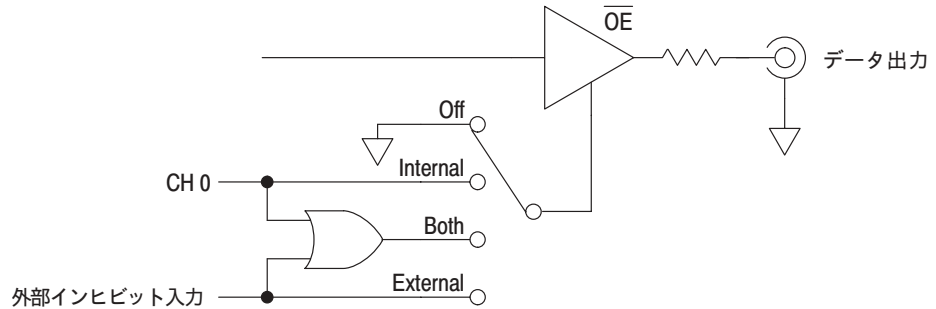 OE
データ出力
Off
CH 0
Internal
Both
外部インヒビット入力
External